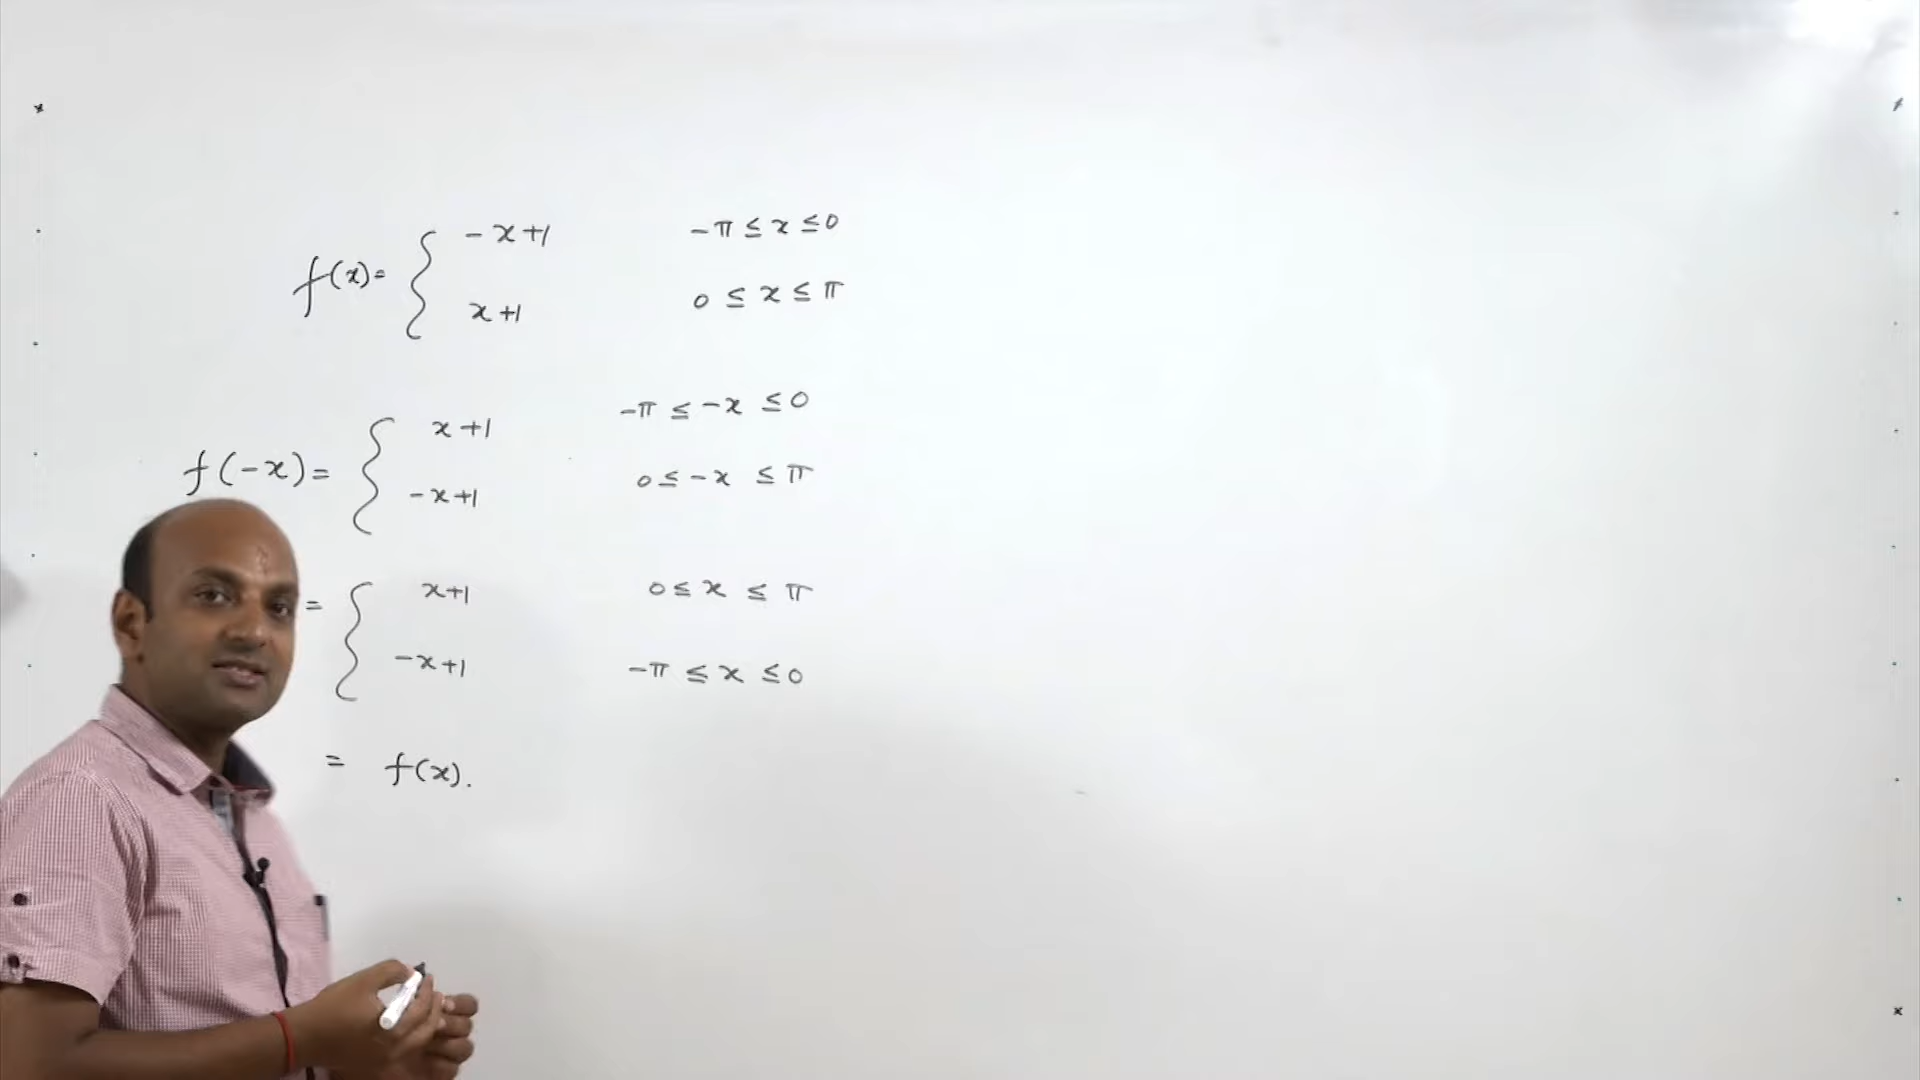 f(x) = { -x+1    -π ≤ x ≤ 0
x+1    0 ≤ x ≤ π
f(-x) = { x+1    -π ≤ -x ≤ 0
-x+1    0 ≤ -x ≤ π
= { x+1    0 ≤ x ≤ π
-x+1    -π ≤ x ≤ 0
= f(x).